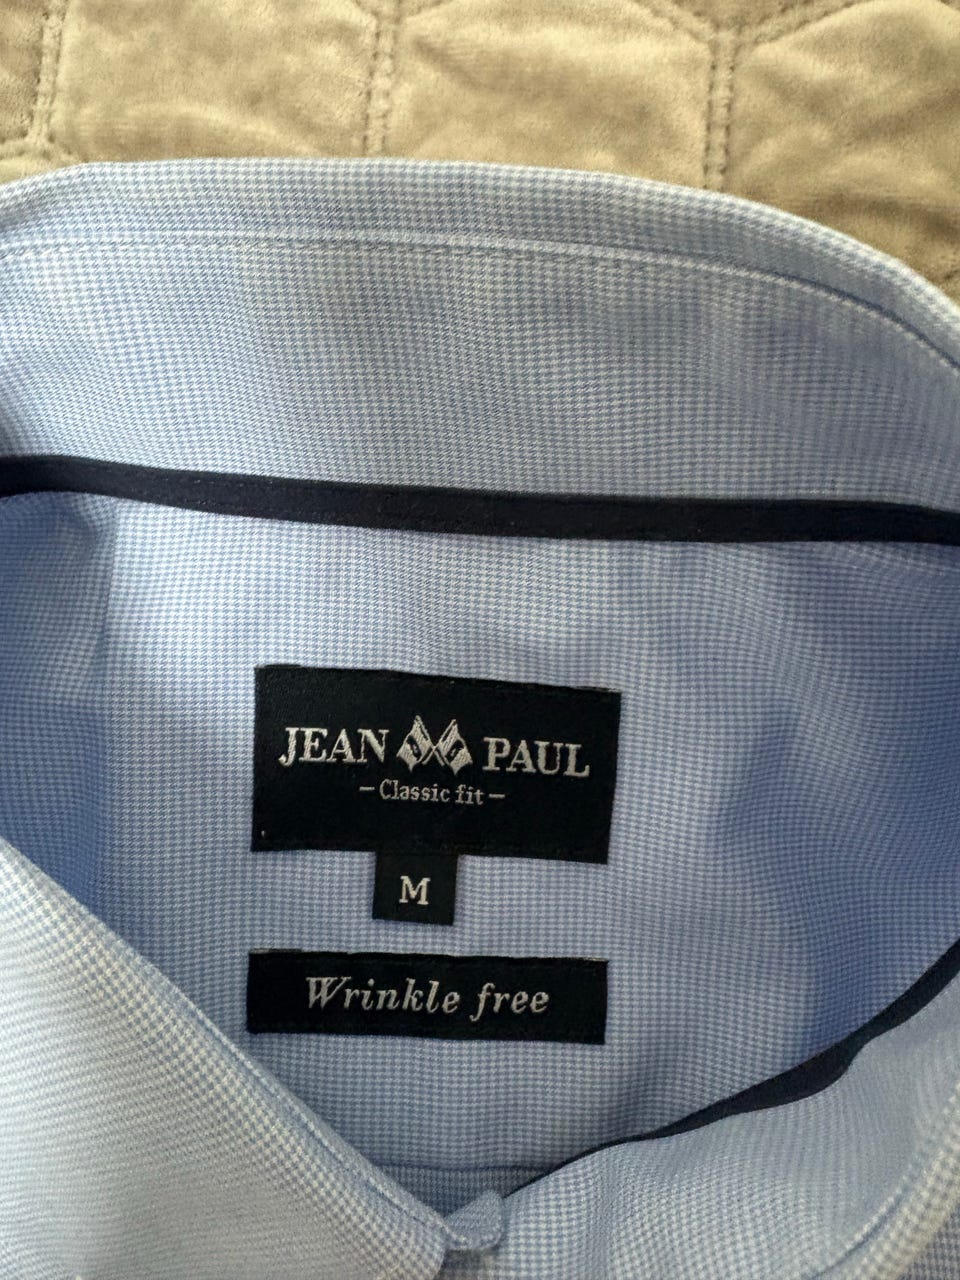 JEAN PAUL
-Classic fit-
M
Wrinkle free